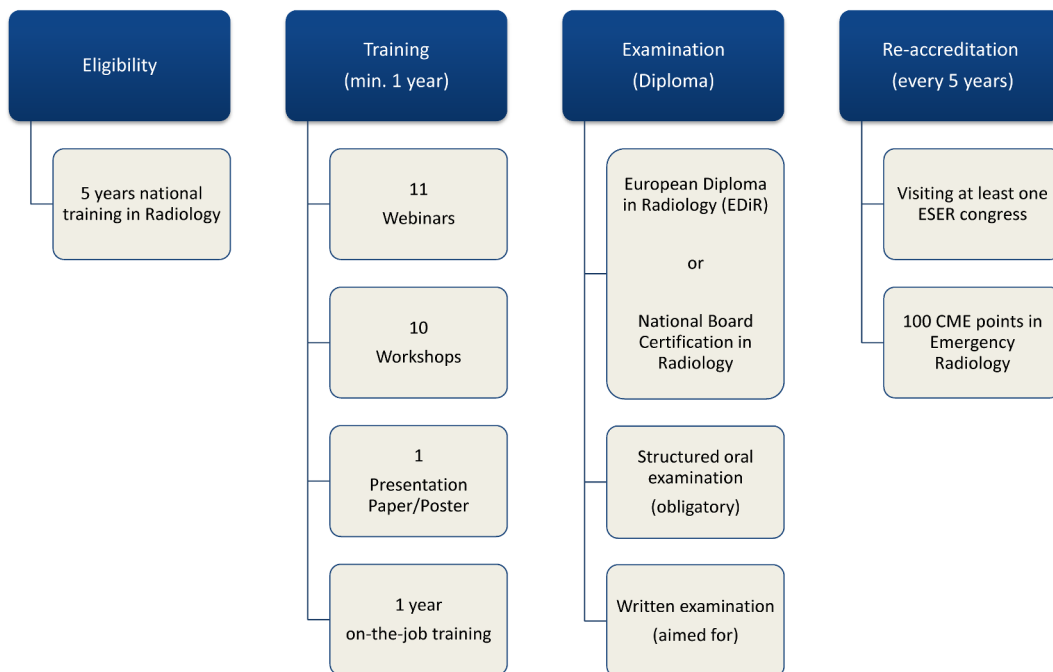 Eligibility
5 years national
training in Radiology
Training
(min. 1 year)
11
Webinars
10
Workshops
1
Presentation
Paper/Poster
1 year
on-the-job training
Examination
(Diploma)
European Diploma
in Radiology (EDiR)
or
National Board
Certification in
Radiology
Structured oral
examination
(obligatory)
Written examination
(aimed for)
Re-accreditation
(every 5 years)
Visiting at least one
ESER congress
100 CME points in
Emergency
Radiology